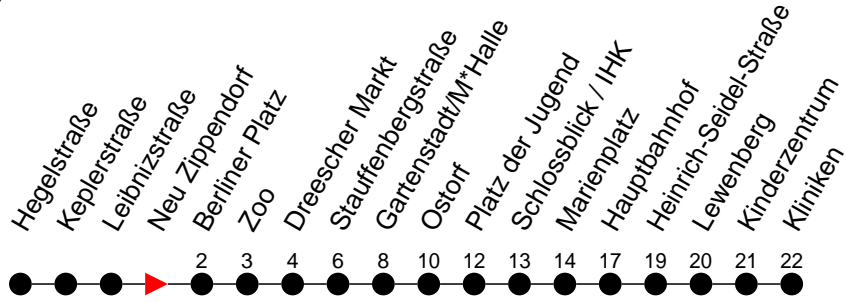 Hegelstraße
Keplerstraße
Leibnizstraße
Neu Zippendorf
Berliner Platz
Zoo
Dreescher Markt
Stauffenbergstraße
Gartenstadt/M*Halle
Ostorf
Platz der Jugend
Schlossblick / IHK
Marienplatz
Hauptbahnhof
Heinrich-Seidel-Straße
Lewenberg
Kinderzentrum
Kliniken
2 3 4 6 8 10 12 13 14 17 19 20 21 22